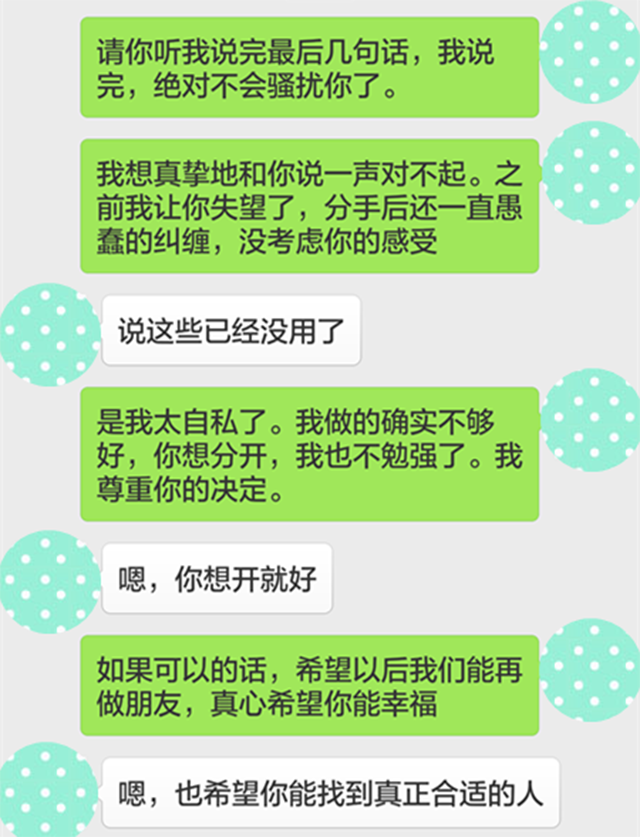 请你听我说完最后几句话，我说
完，绝对不会骚扰你了。
我想真挚地和你说一声对不起。之
前我让你失望了，分手后还一直愚
蠢的纠缠，没考虑你的感受
说这些已经没用了
是我太自私了。我做的确实不够
好，你想分开，我也不勉强了。我
尊重你的决定。
嗯，你想开就好
如果可以的话，希望以后我们能再
做朋友，真心希望你能幸福
嗯，也希望你能找到真正合适的人